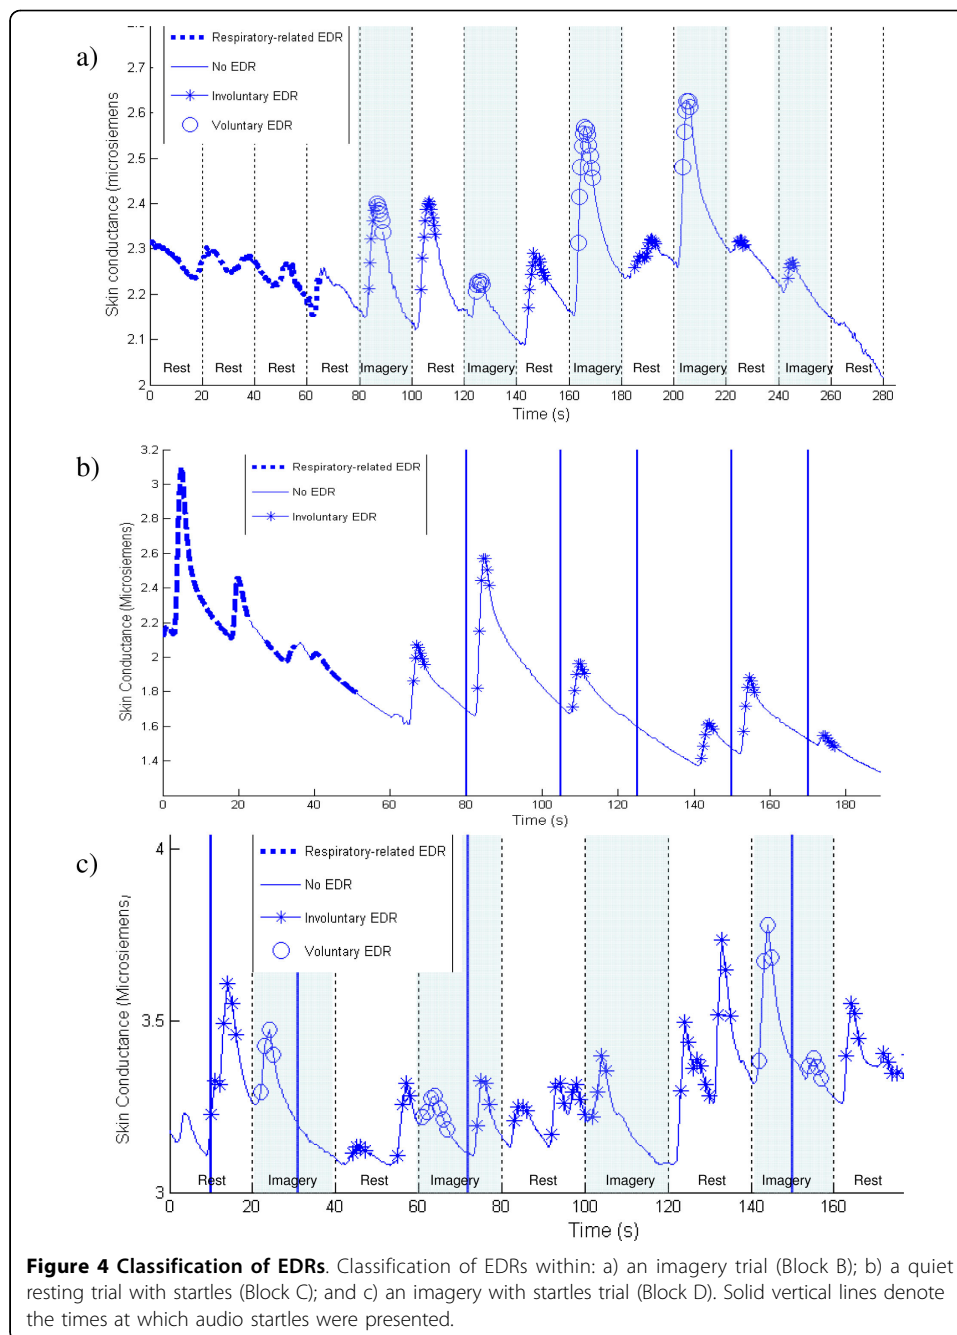 a)
2.9
2.8
2.7
2.6
2.5
2.4
2.3
2.2
2.1
2
Skin conductance (microsiemens)
Respiratory-related EDR
No EDR
Involuntary EDR
Voluntary EDR
Rest Rest Rest Rest Imagery Rest Imagery Rest Imagery Rest Imagery Rest Imagery Rest
0 20 40 60 80 100 120 140 160 180 200 220 240 260 280
Time (s)
b)
3.2
3
2.8
2.6
2.4
2.2
2
1.8
1.6
1.4
Skin Conductance (Microsiemens)
Respiratory-related EDR
No EDR
Involuntary EDR
0 20 40 60 80 100 120 140 160 180
Time (s)
c)
4
3.5
3
Skin Conductance (Microsiemens,
Respiratory-related EDR
No EDR
Involuntary EDR
Voluntary EDR
Rest Imagery Rest Imagery Rest Imagery Rest Imagery Rest
0 20 40 60 80 100 120 140 160
Time (s)
Figure 4 Classification of EDRs. Classification of EDRs within: a) an imagery trial (Block B); b) a quiet
resting trial with startles (Block C); and c) an imagery with startles trial (Block D). Solid vertical lines denote
the times at which audio startles were presented.